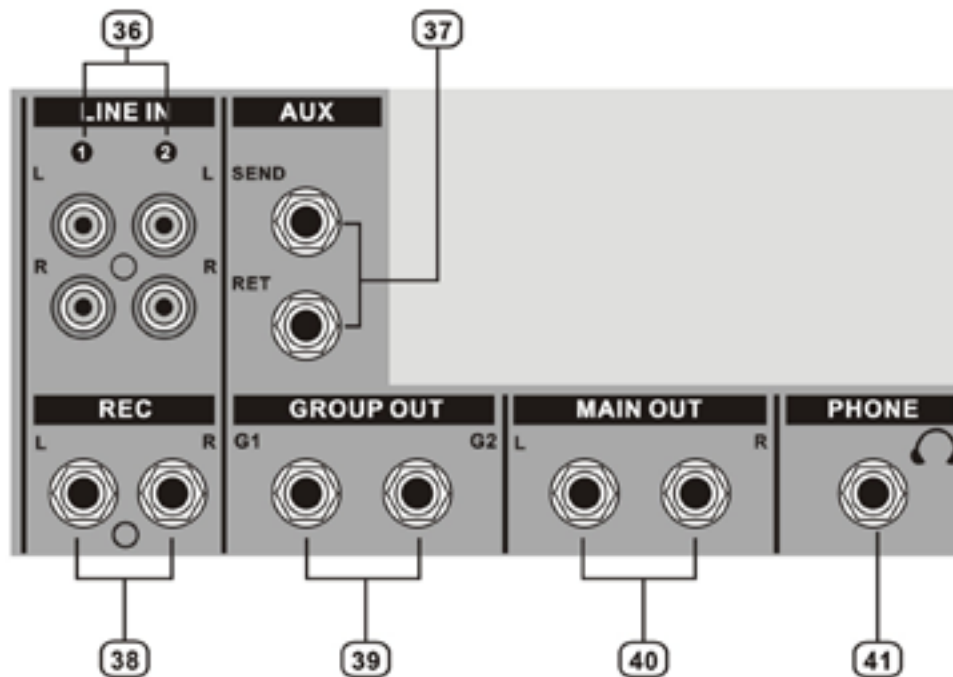 36 37
LINE IN AUX
1 2
L L SEND
R R RET
REC GROUP OUT MAIN OUT PHONE
L R G1 G2 L R
38 39 40 41